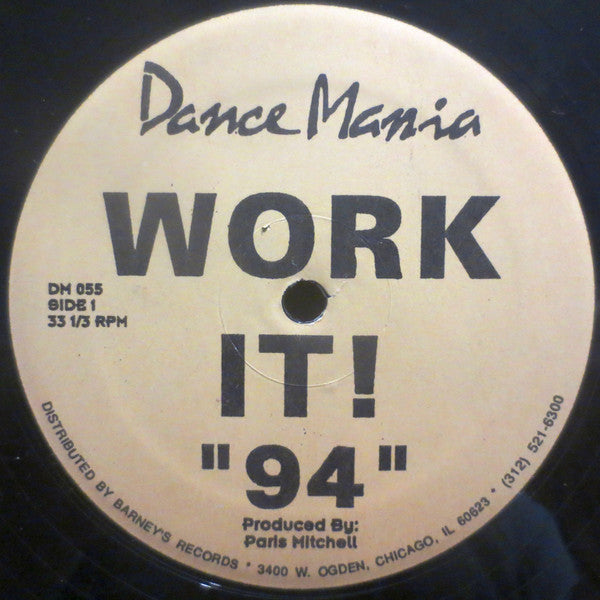 Dance Mania
WORK
DM 055
SIDE 1
33 1/3 RPM
IT!
"94"
Produced By:
Paris Mitchell
DISTRIBUTED BY BARNEY'S RECORDS • 3400 W. OGDEN, CHICAGO, IL 60623 • (312) 521-6300